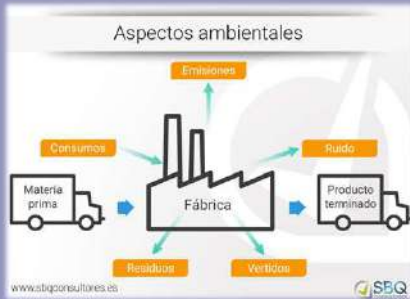 Aspectos ambientales
Emisiones
Consumos
Ruido
Materia
prima
Fábrica
Producto
terminado
Residuos
Vertidos
www.sbqconsultores.es
SBQ